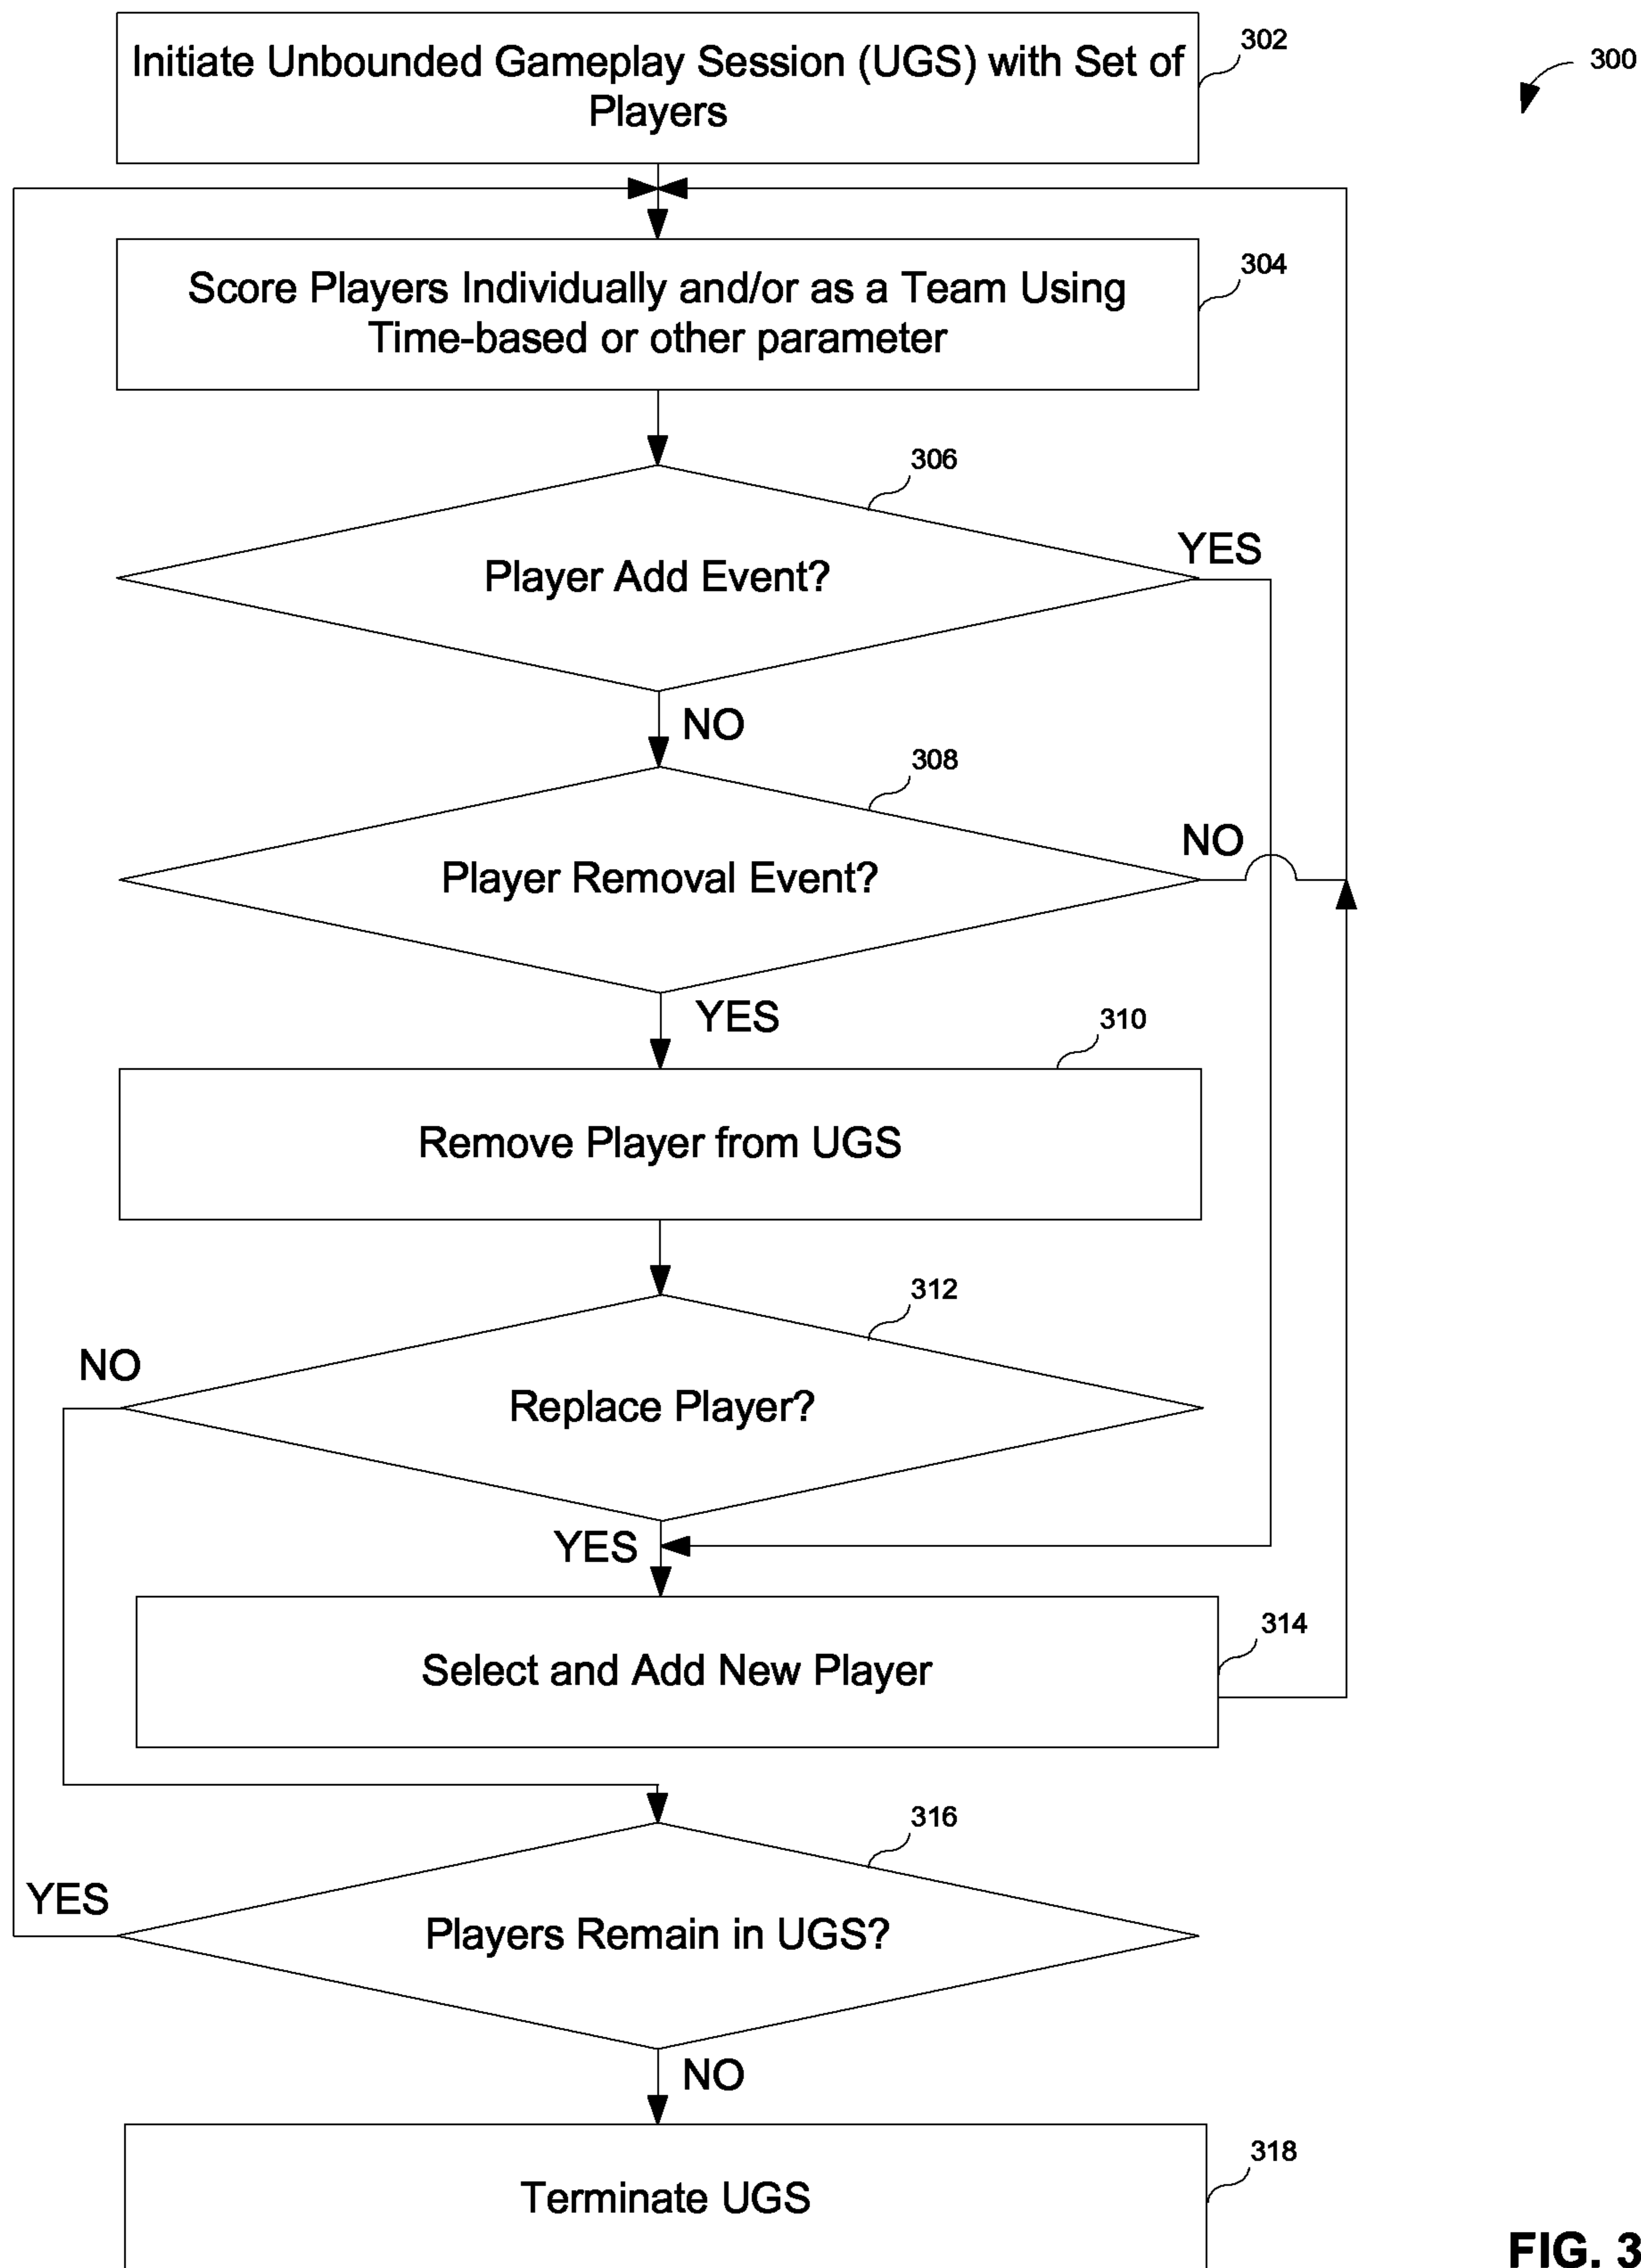 Initiate Unbounded Gameplay Session (UGS) with Set of
Players
302
300
Score Players Individually and/or as a Team Using
Time-based or other parameter
304
306
Player Add Event?
YES
NO
308
Player Removal Event?
NO
YES
310
Remove Player from UGS
312
NO
Replace Player?
YES
314
Select and Add New Player
316
YES
Players Remain in UGS?
NO
318
Terminate UGS
FIG. 3